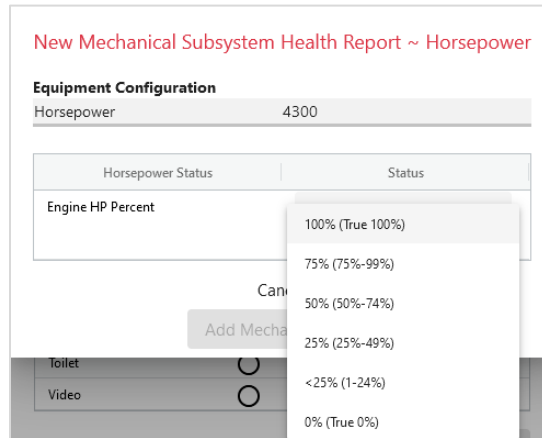 New Mechanical Subsystem Health Report ~ Horsepower
Equipment Configuration
Horsepower 4300
Horsepower Status Status
Engine HP Percent
100% (True 100%)
75% (75%-99%)
50% (50%-74%)
25% (25%-49%)
<25% (1-24%)
0% (True 0%)
Add
Toilet
Video